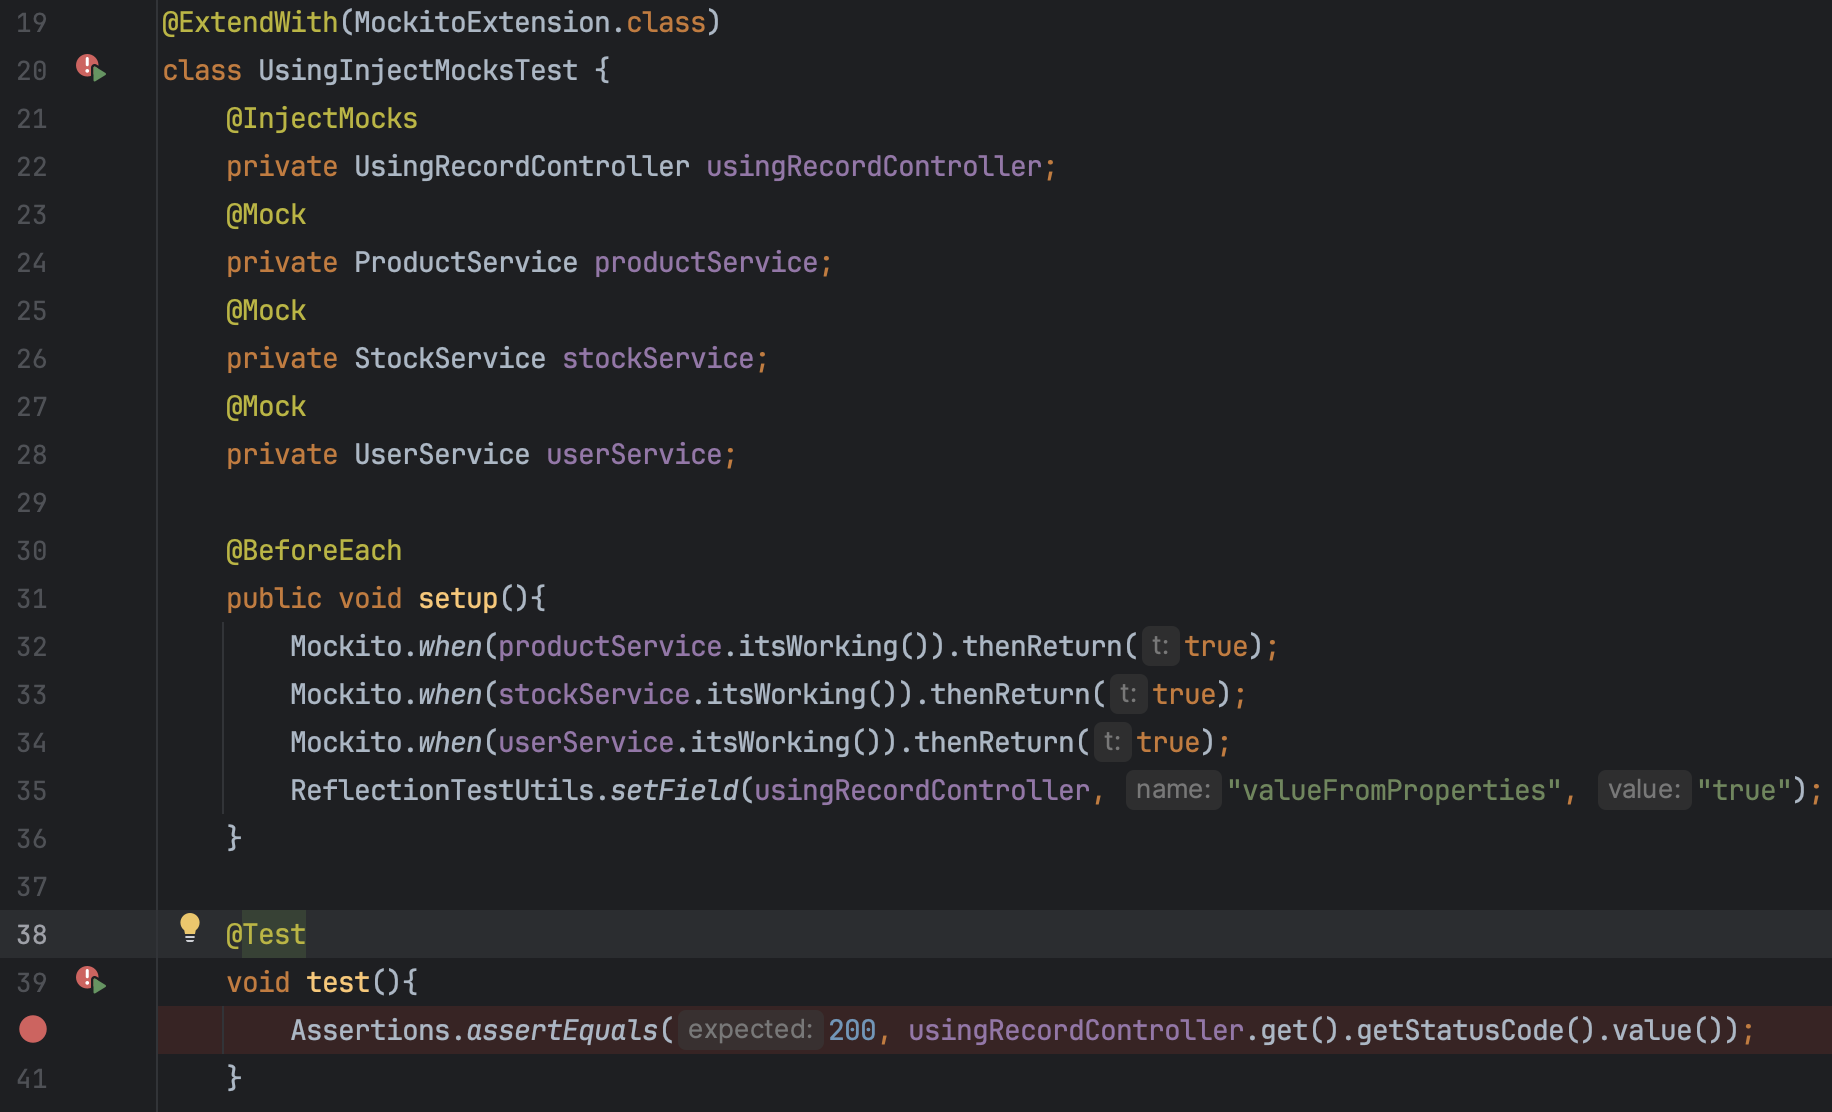 19 @ExtendWith(MockitoExtension.class)
20 class UsingInjectMocksTest {
21 @InjectMocks
22 private UsingRecordController usingRecordController;
23 @Mock
24 private ProductService productService;
25 @Mock
26 private StockService stockService;
27 @Mock
28 private UserService userService;
29
30 @BeforeEach
31 public void setup(){
32 Mockito.when(productService.itsWorking()).thenReturn( t: true);
33 Mockito.when(stockService.itsWorking()).thenReturn( t: true);
34 Mockito.when(userService.itsWorking()).thenReturn( t: true);
35 ReflectionTestUtils.setField(usingRecordController, name: "valueFromProperties", value: "true");
36 }
37
38 @Test
39 void test(){
Assertions.assertEquals( expected: 200, usingRecordController.get().getStatusCode().value());
41 }